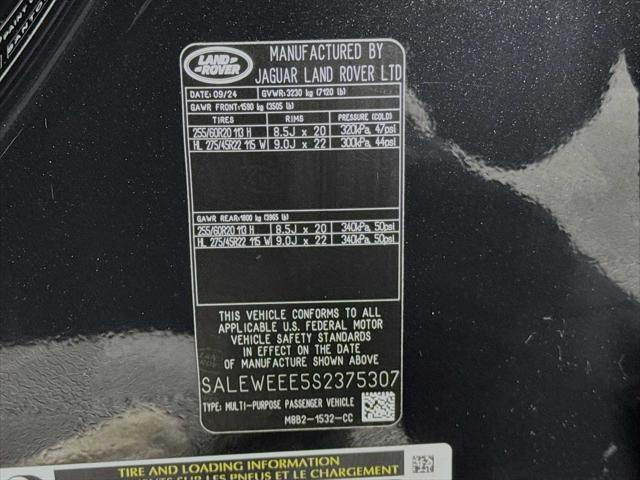 LAND
ROVER
MANUFACTURED BY
JAGUAR LAND ROVER LTD
DATE: 09/24 GVWR: 3230 kg (7120 lb)
GAWR FRONT: 1590 kg (3505 lb)
TIRES RIMS PRESSURE (COLD)
255/60R20 113 H 8.5J x 20 320kPa, 47psi
HL 275/45R22 115 W 9.0J x 22 300kPa, 44psi
GAWR REAR: 1800 kg (3965 lb)
255/60R20 113 H 8.5J x 20 340kPa, 50psi
HL 275/45R22 115 W 9.0J x 22 340kPa, 50psi
THIS VEHICLE CONFORMS TO ALL
APPLICABLE U.S. FEDERAL MOTOR
VEHICLE SAFETY STANDARDS
IN EFFECT ON THE DATE
OF MANUFACTURE SHOWN ABOVE
SALEWEEE5S2375307
TYPE: MULTI-PURPOSE PASSENGER VEHICLE
M8B2-1532-CC
TIRE AND LOADING INFORMATION
SUR LES PNEUS ET LE CHARGEMENT